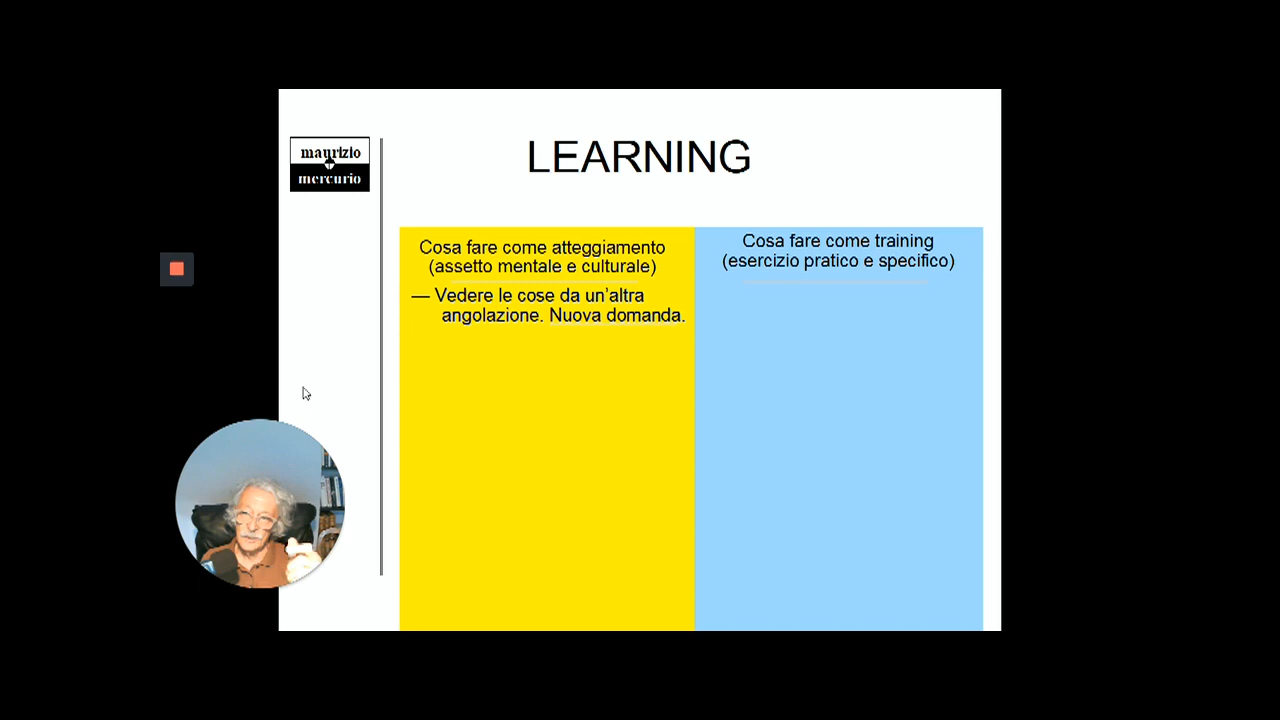 maurizio
mercurio
LEARNING
Cosa fare come atteggiamento
(assetto mentale e culturale)
— Vedere le cose da un’altra
angolazione. Nuova domanda.
Cosa fare come training
(esercizio pratico e specifico)